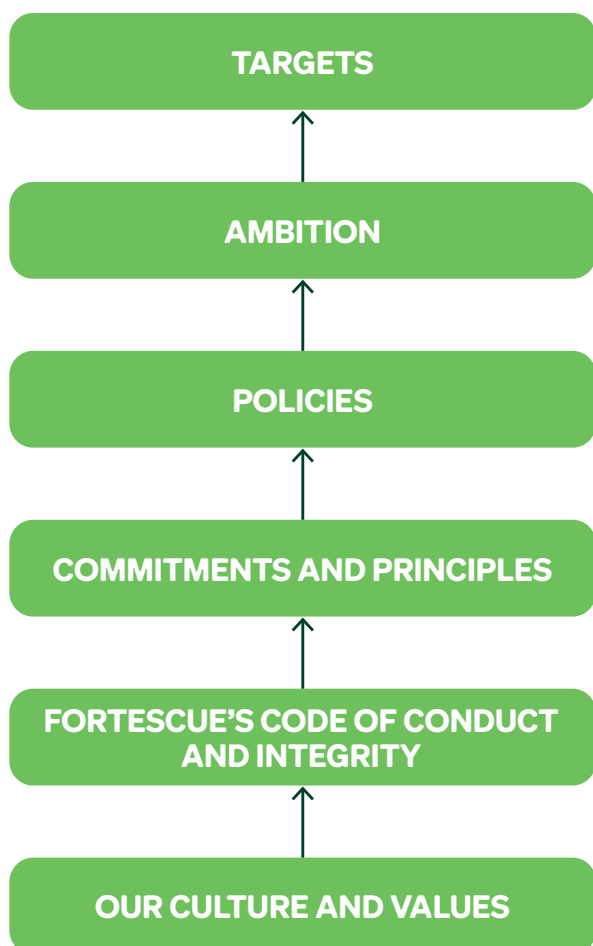 TARGETS
AMBITION
POLICIES
COMMITMENTS AND PRINCIPLES
FORTESCUE’S CODE OF CONDUCT
AND INTEGRITY
OUR CULTURE AND VALUES